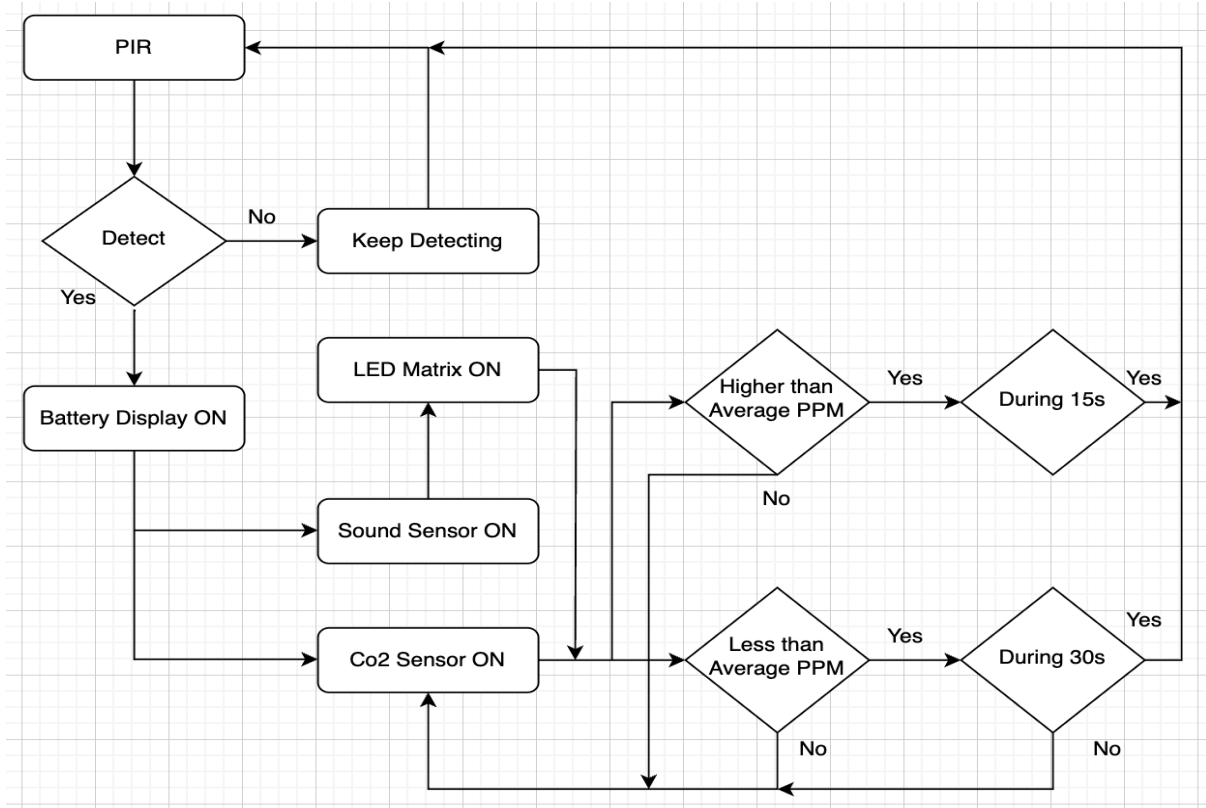 PIR
Detect
No
Keep Detecting
Yes
Battery Display ON
LED Matrix ON
Sound Sensor ON
Co2 Sensor ON
Higher than
Average PPM
Yes
During 15s
Yes
No
Less than
Average PPM
Yes
During 30s
Yes
No
No